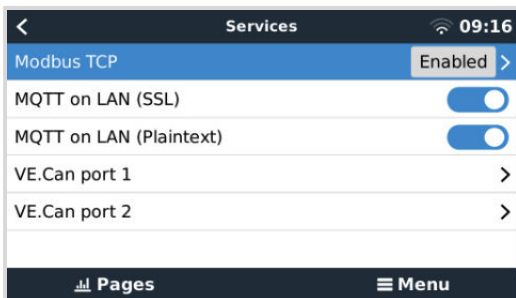 Services 09:16
Modbus TCP Enabled
MQTT on LAN (SSL)
MQTT on LAN (Plaintext)
VE.Can port 1
VE.Can port 2
Pages Menu